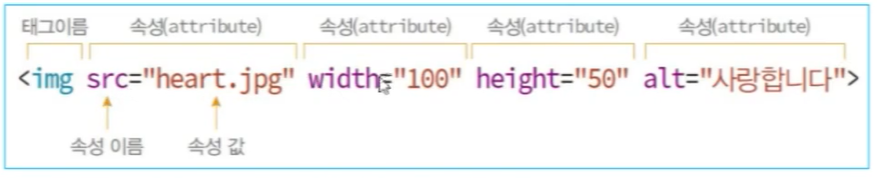 태그이름 속성(attribute) 속성(attribute) 속성(attribute) 속성(attribute)
<img src="heart.jpg" width="100" height="50" alt="사랑합니다">
속성 이름 속성 값